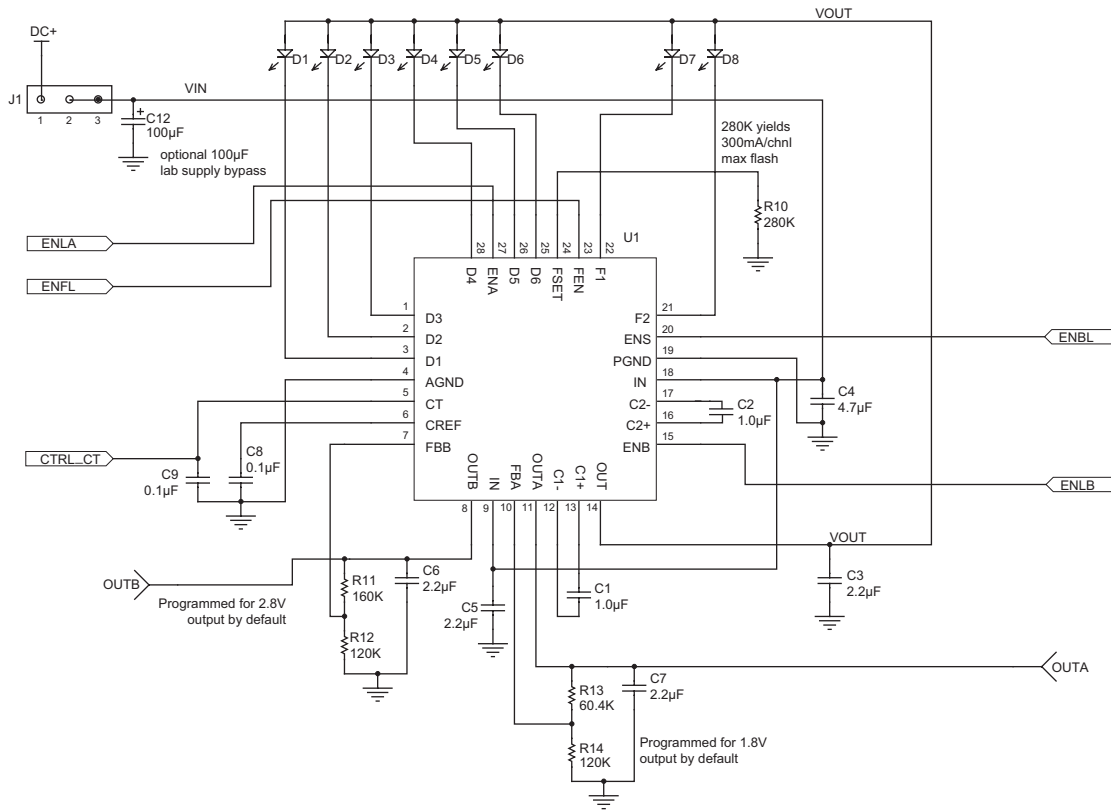 VOUT
DC+
D1
D2
D3
D4
D5
D6
D7
D8
J1
1
2
3
VIN
+
C12
100µF
optional 100µF
lab supply bypass
280K yields
300mA/chnl
max flash
R10
280K
ENLA
ENFL
U1
28
27
26
25
24
23
22
D4
ENA
D5
D6
FSET
FEN
F1
1
D3
2
D2
3
D1
4
AGND
5
CT
6
CREF
7
FBB
21
F2
20
ENS
19
PGND
18
IN
17
C2-
16
C2+
15
ENB
ENBL
C4
4.7µF
C2
1.0µF
CTRL_CT
C9
0.1µF
C8
0.1µF
OUTB
IN
FBA
OUTA
C1-
C1+
OUT
8
9
10
11
12
13
14
ENLB
VOUT
OUTB
Programmed for 2.8V
output by default
R11
160K
R12
120K
C6
2.2µF
C5
2.2µF
C1
1.0µF
C3
2.2µF
OUTA
R13
60.4K
C7
2.2µF
R14
120K
Programmed for 1.8V
output by default